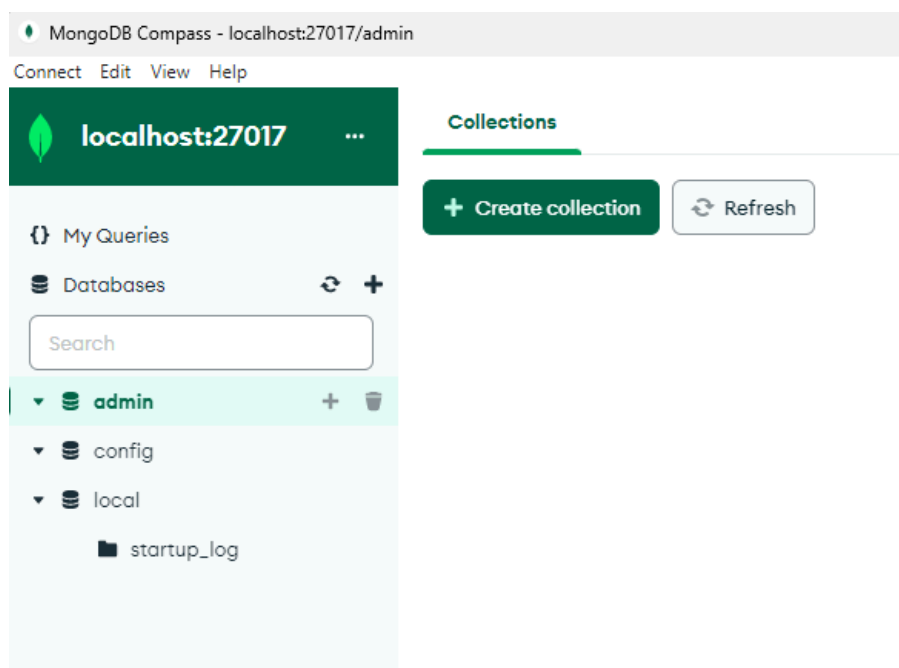 MongoDB Compass - localhost:27017/admin
Connect Edit View Help
localhost:27017 ...
{} My Queries
Databases
Search
admin
config
local
startup_log
Collections
+ Create collection
Refresh